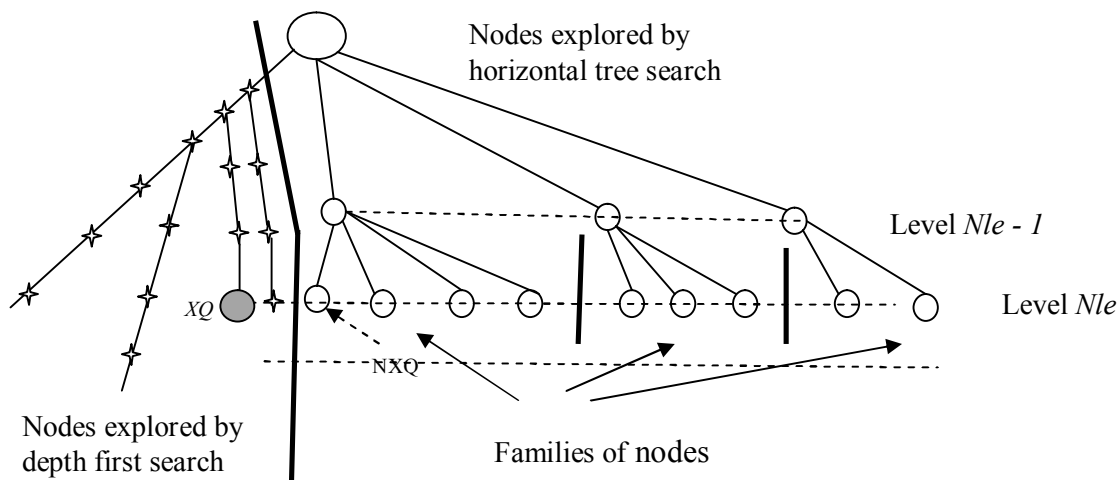 Nodes explored by
horizontal tree search
Level Nle - 1
Level Nle
XQ
NXQ
Nodes explored by
depth first search
Families of nodes